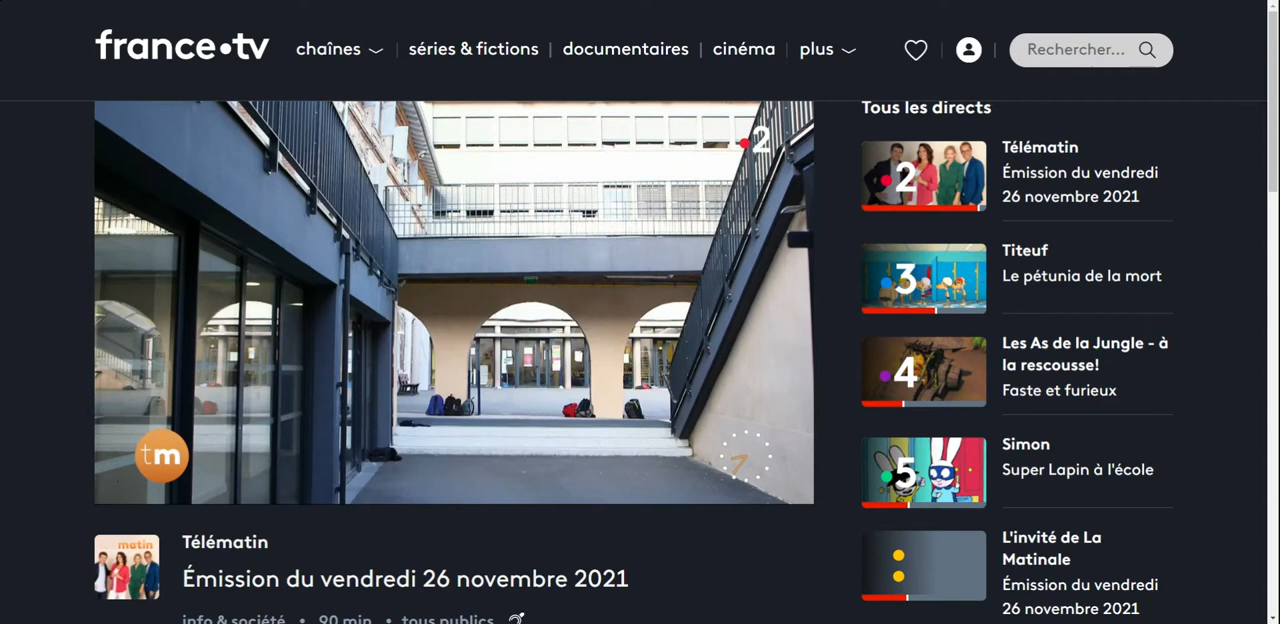 france•tv
chaînes
séries & fictions
documentaires
cinéma
plus
Rechercher...
2
tm
7
Télématin
Émission du vendredi 26 novembre 2021
info & société • 90 min • tous publics
Tous les directs
2
Télématin
Émission du vendredi
26 novembre 2021
3
Titeuf
Le pétunia de la mort
4
Les As de la Jungle - à
la rescousse!
Faste et furieux
5
Simon
Super Lapin à l'école
L'invité de La
Matinale
Émission du vendredi
26 novembre 2021
matin